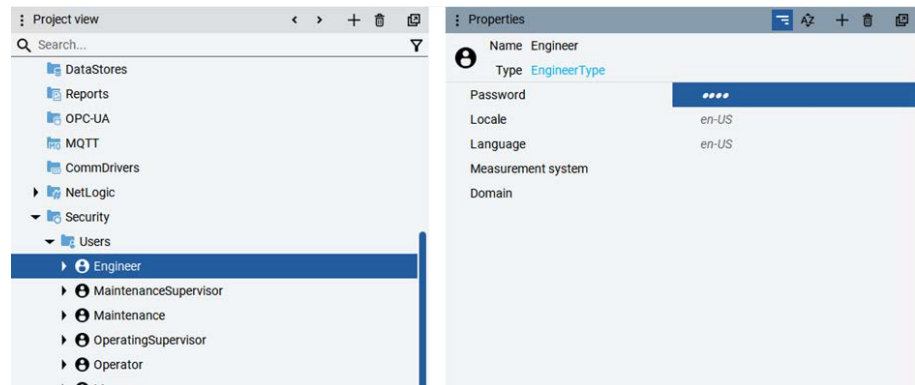 Project view
Search...
DataStores
Reports
OPC-UA
MQTT
CommDrivers
NetLogic
Security
Users
Engineer
MaintenanceSupervisor
Maintenance
OperatingSupervisor
Operator
Properties
Name Engineer
Type EngineerType
Password ••••
Locale en-US
Language en-US
Measurement system
Domain